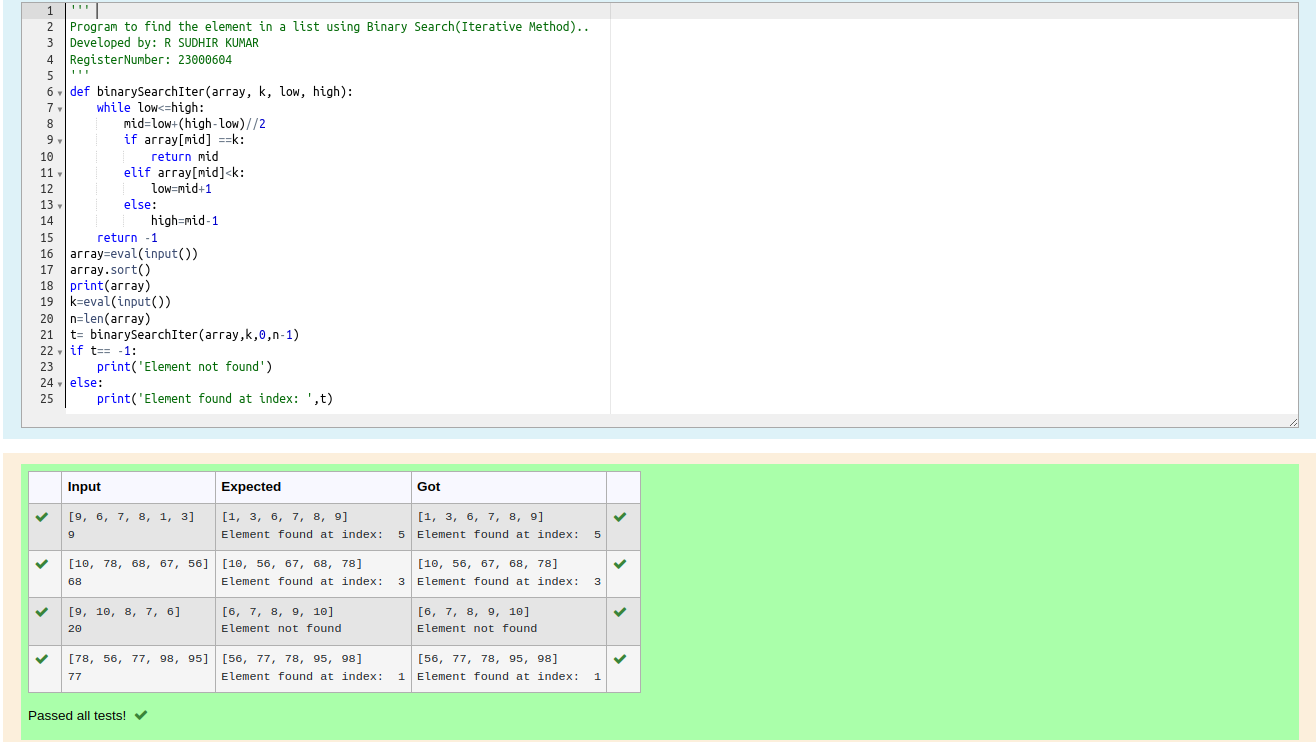 1 '''
2 Program to find the element in a list using Binary Search(Iterative Method)..
3 Developed by: R SUDHIR KUMAR
4 RegisterNumber: 23000604
5 '''
6 def binarySearchIter(array, k, low, high):
7     while low<=high:
8         mid=low+(high-low)//2
9         if array[mid] ==k:
10             return mid
11         elif array[mid]<k:
12             low=mid+1
13         else:
14             high=mid-1
15     return -1
16 array=eval(input())
17 array.sort()
18 print(array)
19 k=eval(input())
20 n=len(array)
21 t= binarySearchIter(array,k,0,n-1)
22 if t== -1:
23     print('Element not found')
24 else:
25     print('Element found at index: ',t)
Input Expected Got
[9, 6, 7, 8, 1, 3] [1, 3, 6, 7, 8, 9] [1, 3, 6, 7, 8, 9]
9 Element found at index:  5 Element found at index:  5
[10, 78, 68, 67, 56] [10, 56, 67, 68, 78] [10, 56, 67, 68, 78]
68 Element found at index:  3 Element found at index:  3
[9, 10, 8, 7, 6] [6, 7, 8, 9, 10] [6, 7, 8, 9, 10]
20 Element not found Element not found
[78, 56, 77, 98, 95] [56, 77, 78, 95, 98] [56, 77, 78, 95, 98]
77 Element found at index:  1 Element found at index:  1
Passed all tests!